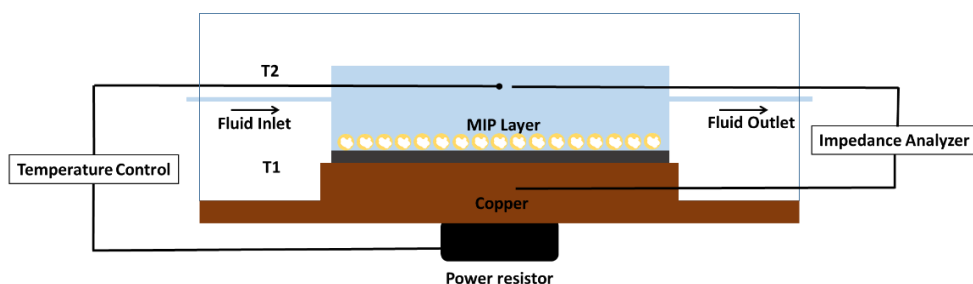 T2
Fluid Inlet
MIP Layer
Fluid Outlet
Impedance Analyzer
Temperature Control
T1
Copper
Power resistor